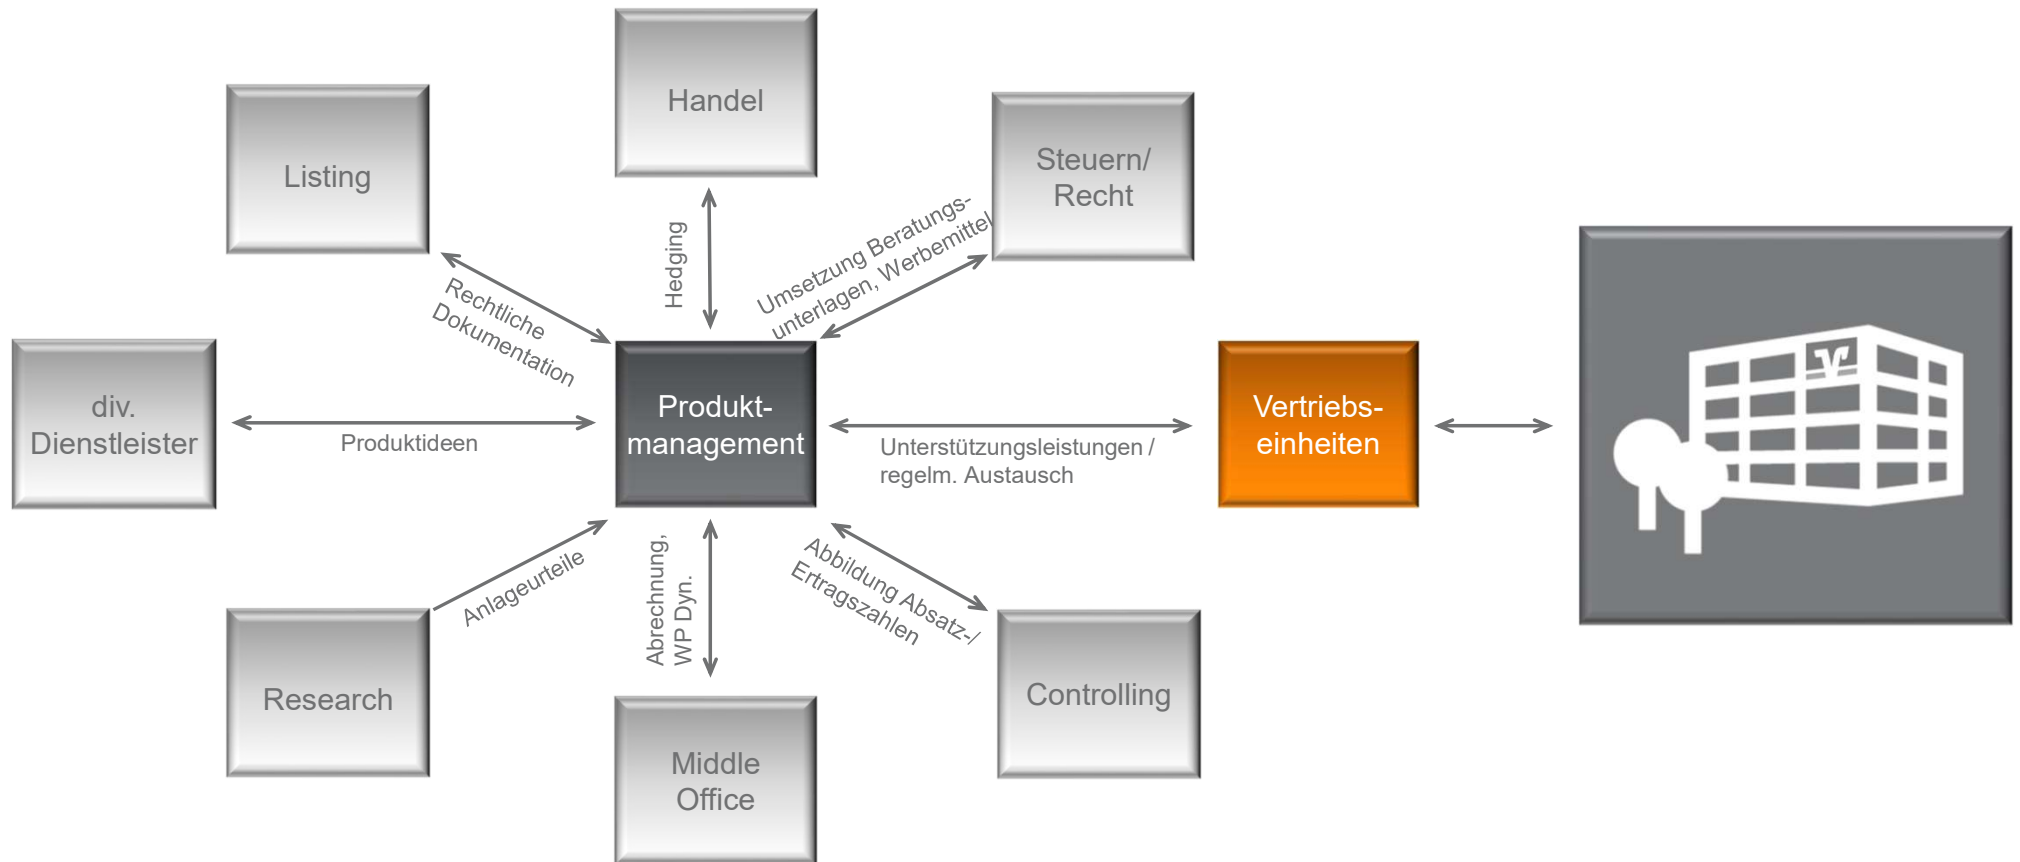 Handel
Listing
Steuern/
Recht
Hedging
Umsetzung Beratungs-
unterlagen, Werbemittel
Rechtliche
Dokumentation
div.
Dienstleister
Produktideen
Produkt-
management
Unterstützungsleistungen /
regelm. Austausch
Vertriebs-
einheiten
Anlageurteile
Abrechnung,
WP Dyn.
Abbildung Absatz-/
Ertragszahlen
Research
Middle
Office
Controlling